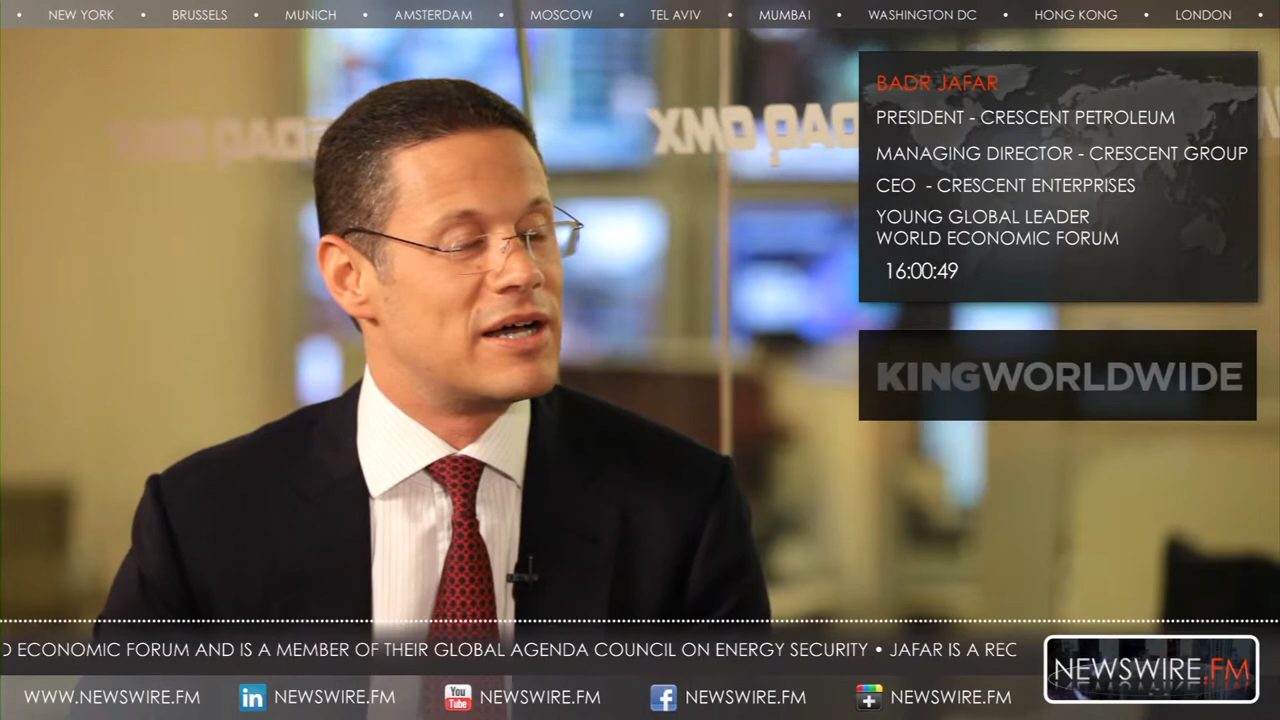 • NEW YORK • BRUSSELS • MUNICH • AMSTERDAM • MOSCOW • TEL AVIV • MUMBAI • WASHINGTON DC • HONG KONG • LONDON •
BADR JAFAR
PRESIDENT - CRESCENT PETROLEUM
MANAGING DIRECTOR - CRESCENT GROUP
CEO - CRESCENT ENTERPRISES
YOUNG GLOBAL LEADER
WORLD ECONOMIC FORUM
16:00:49
KINGWORLDWIDE
ECONOMIC FORUM AND IS A MEMBER OF THEIR GLOBAL AGENDA COUNCIL ON ENERGY SECURITY • JAFAR IS A REC
NEWSWIRE.FM
WWW.NEWSWIRE.FM in NEWSWIRE.FM You Tube NEWSWIRE.FM f NEWSWIRE.FM + NEWSWIRE.FM